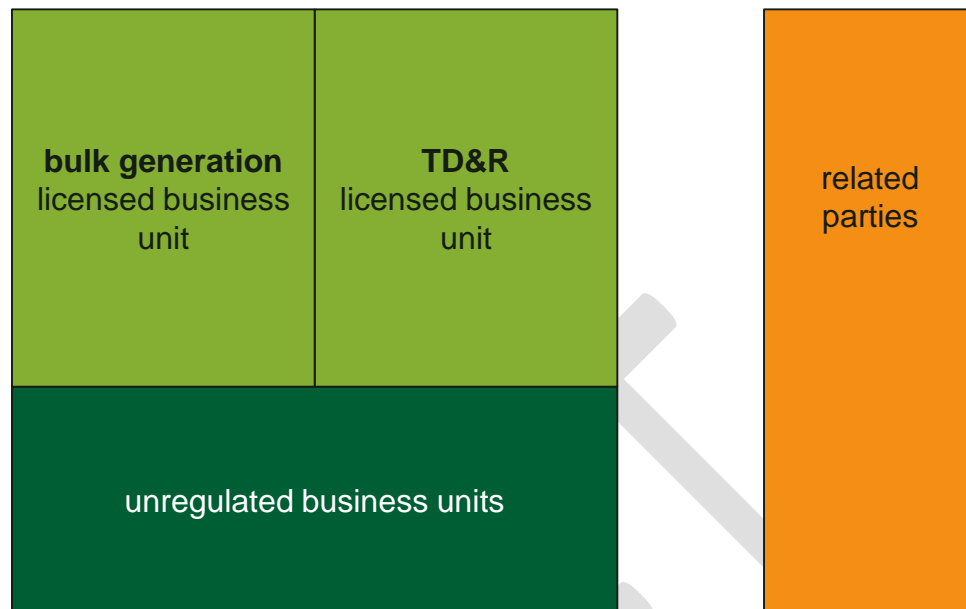 bulk generation
licensed business
unit
TD&R
licensed business
unit
related
parties
unregulated business units